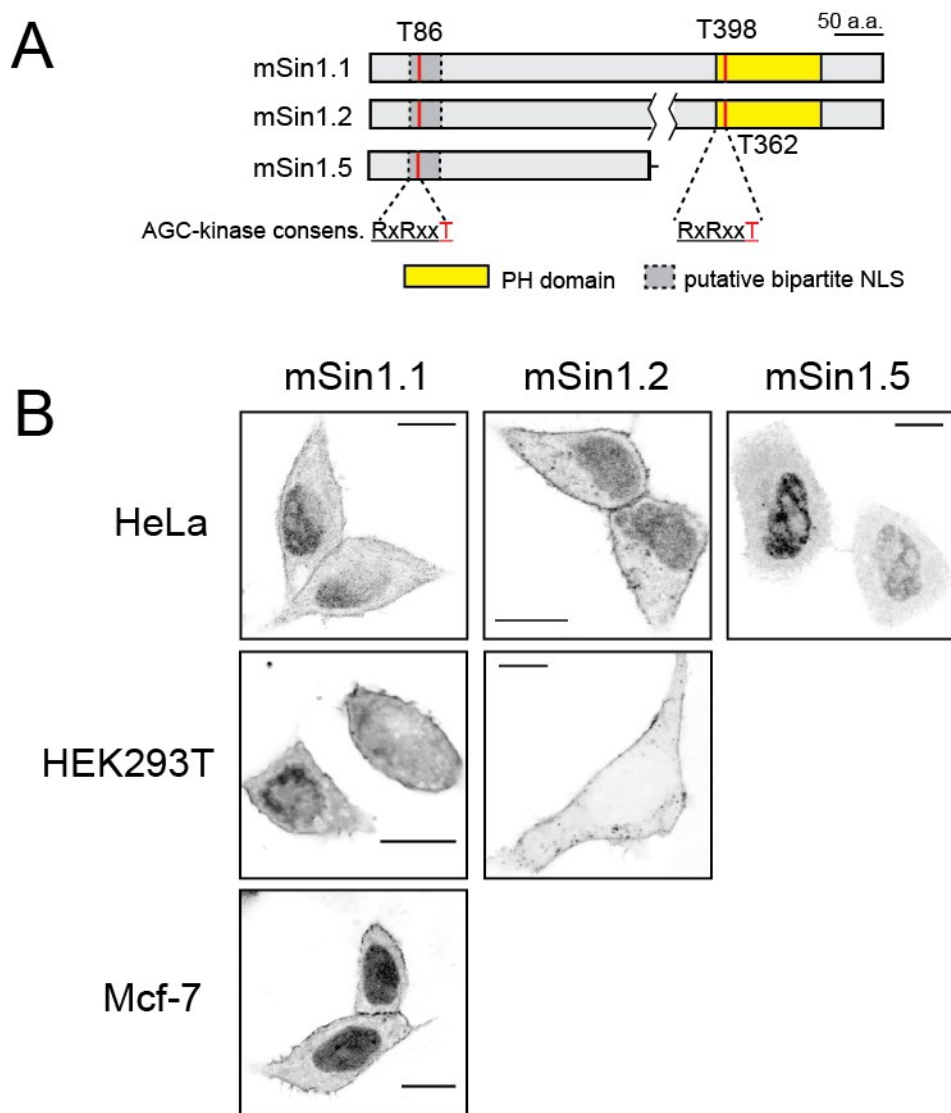 A
T86
T398
50 a.a.
mSin1.1
mSin1.2
T362
mSin1.5
AGC-kinase consens. RxRxxT
RxRxxT
PH domain
putative bipartite NLS
B
mSin1.1
mSin1.2
mSin1.5
HeLa
HEK293T
Mcf-7